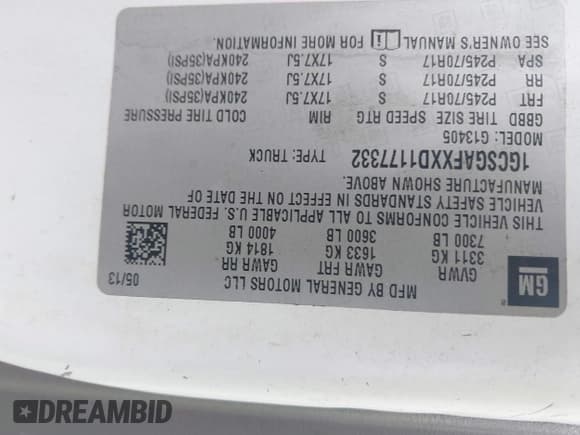 MFD BY GENERAL MOTORS LLC 05/13
GM
GVWR GAWR FRT GAWR RR
3311 KG 1633 KG 1814 KG
7300 LB 3600 LB 4000 LB
THIS VEHICLE CONFORMS TO ALL APPLICABLE U.S. FEDERAL MOTOR
VEHICLE SAFETY STANDARDS IN EFFECT ON THE DATE OF
MANUFACTURE SHOWN ABOVE.
1GCSGAFXXD1177332 TYPE: TRUCK
MODEL: G13405
GBBD TIRE SIZE SPEED RTG RIM COLD TIRE PRESSURE
FRT P245/70R17 S 17X7.5J 240KPA(35PSI)
RR P245/70R17 S 17X7.5J 240KPA(35PSI)
SPA P245/70R17 S 17X7.5J 240KPA(35PSI)
SEE OWNER'S MANUAL FOR MORE INFORMATION.
DREAMBID